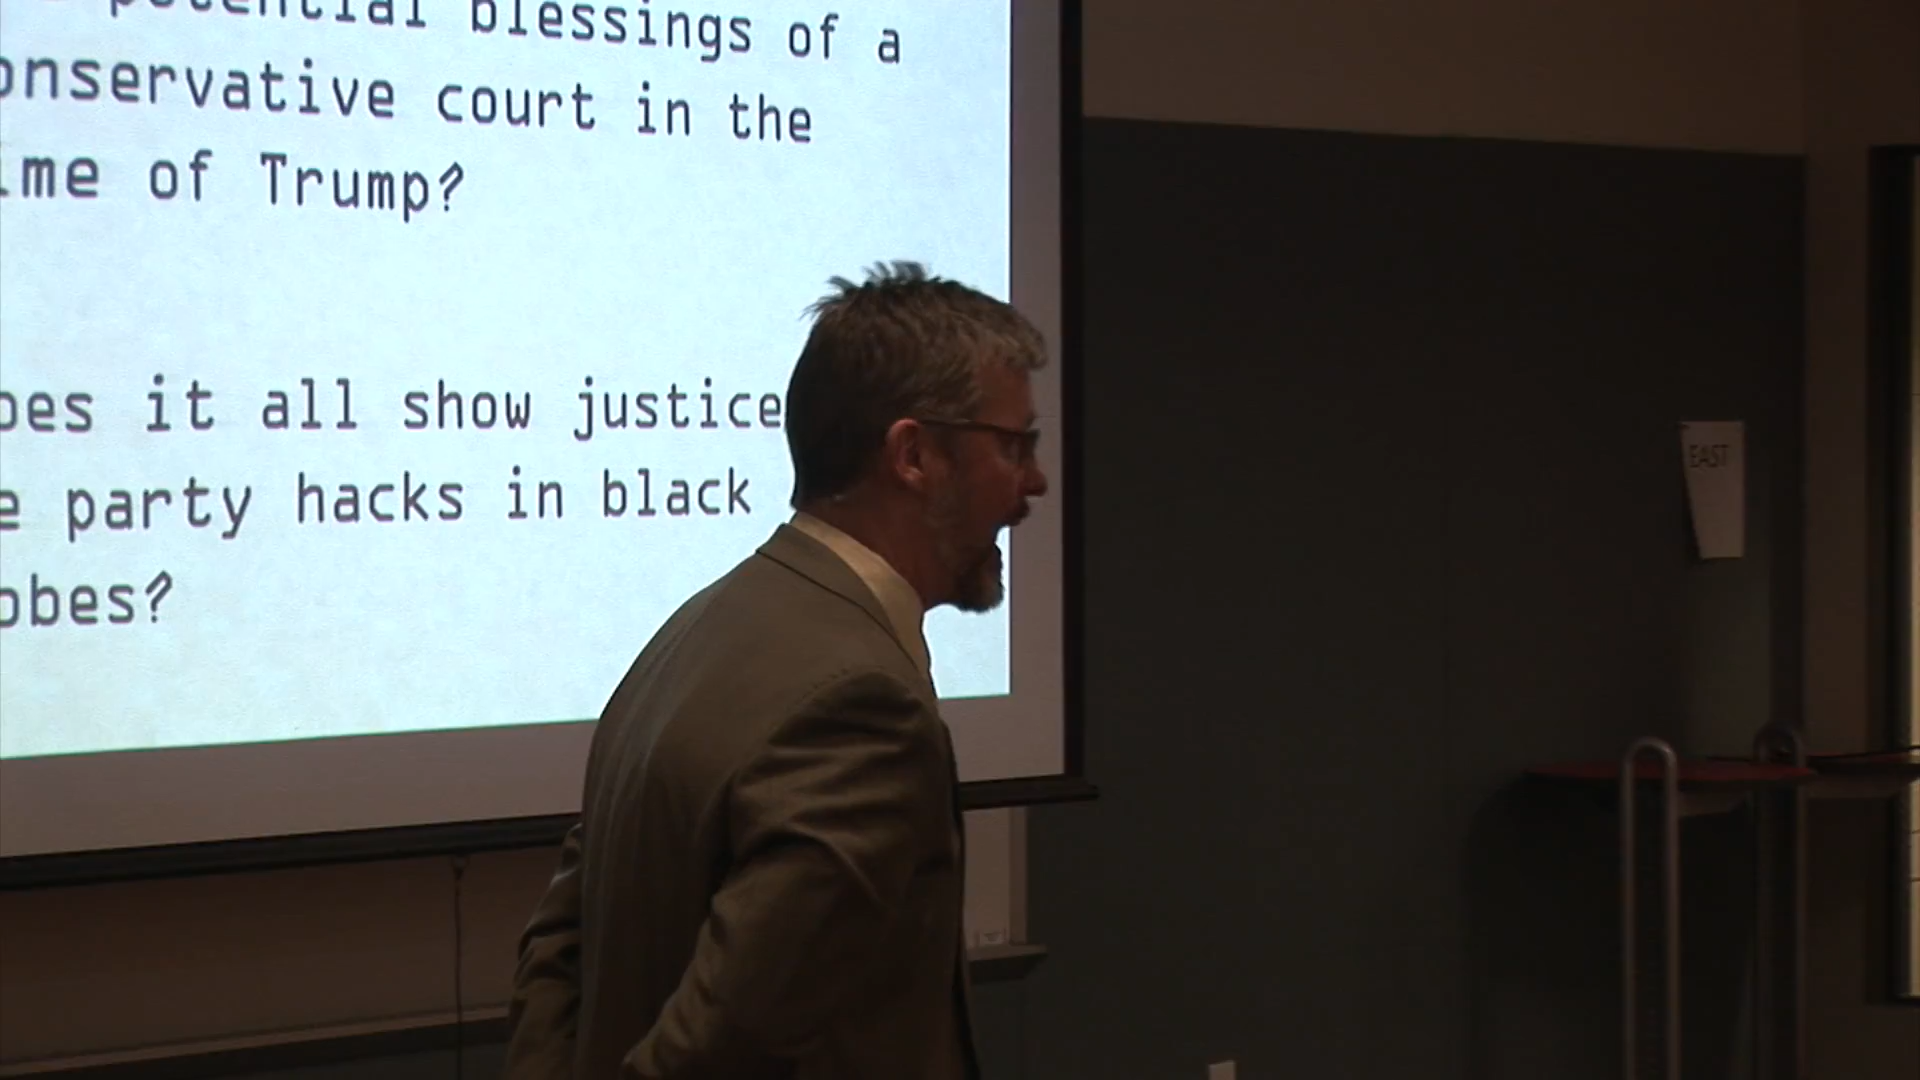 potential blessings of a
onservative court in the
ime of Trump?
oes it all show justice
e party hacks in black
obes?
EAST